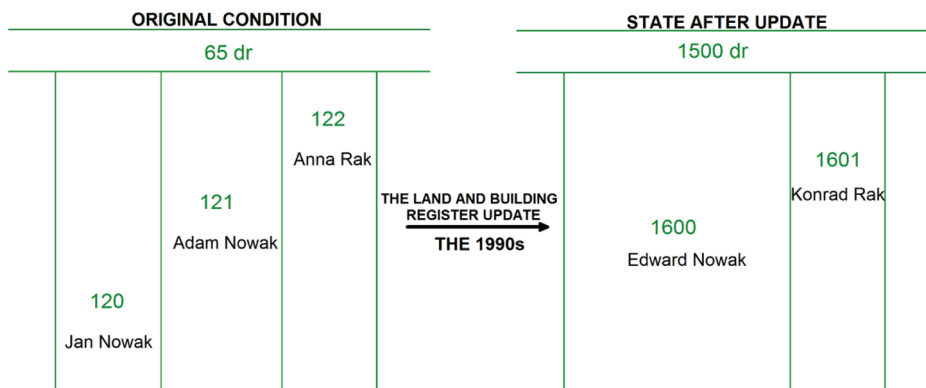 ORIGINAL CONDITION
65 dr
122
Anna Rak
121
Adam Nowak
120
Jan Nowak
THE LAND AND BUILDING
REGISTER UPDATE
THE 1990s
STATE AFTER UPDATE
1500 dr
1601
Konrad Rak
1600
Edward Nowak